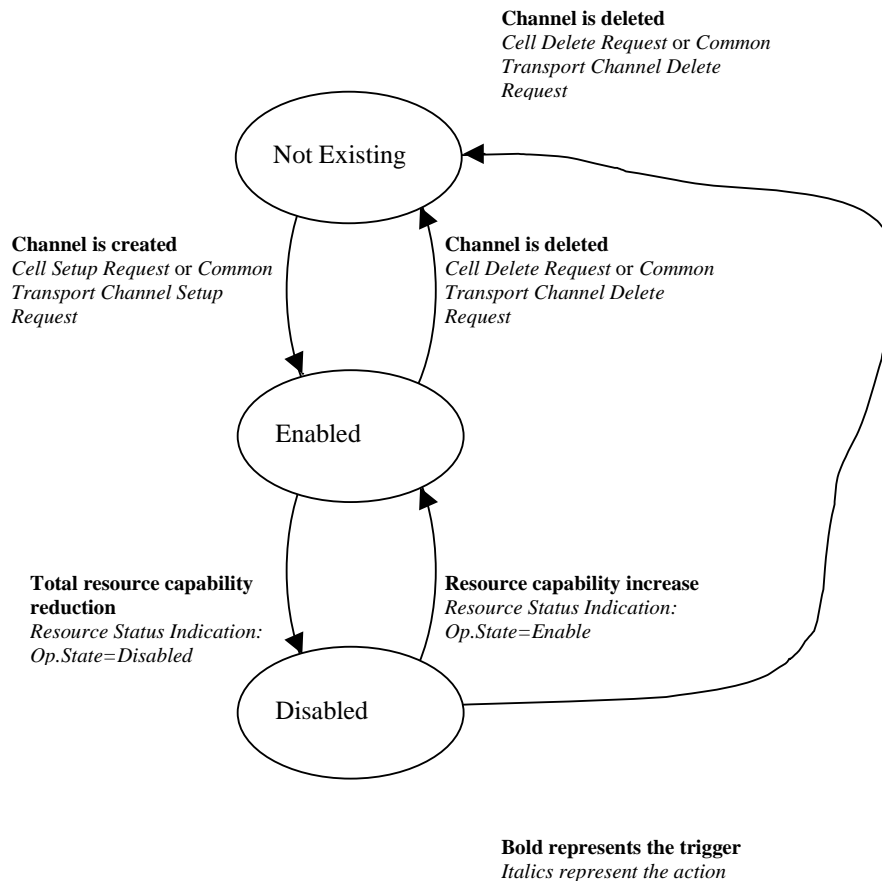 Channel is deleted
Cell Delete Request or Common
Transport Channel Delete
Request
Not Existing
Channel is created
Cell Setup Request or Common
Transport Channel Setup
Request
Channel is deleted
Cell Delete Request or Common
Transport Channel Delete
Request
Enabled
Total resource capability
reduction
Resource Status Indication:
Op.State=Disabled
Resource capability increase
Resource Status Indication:
Op.State=Enable
Disabled
Bold represents the trigger
Italics represent the action